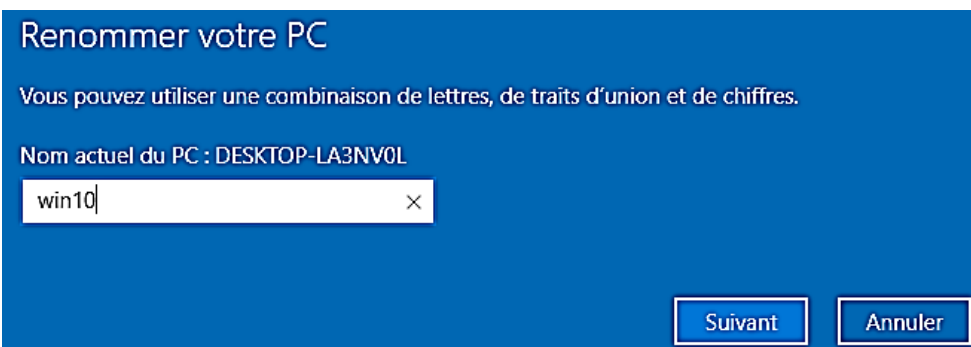 Renommer votre PC
Vous pouvez utiliser une combinaison de lettres, de traits d'union et de chiffres.
Nom actuel du PC : DESKTOP-LA3NV0L
win10
Suivant
Annuler